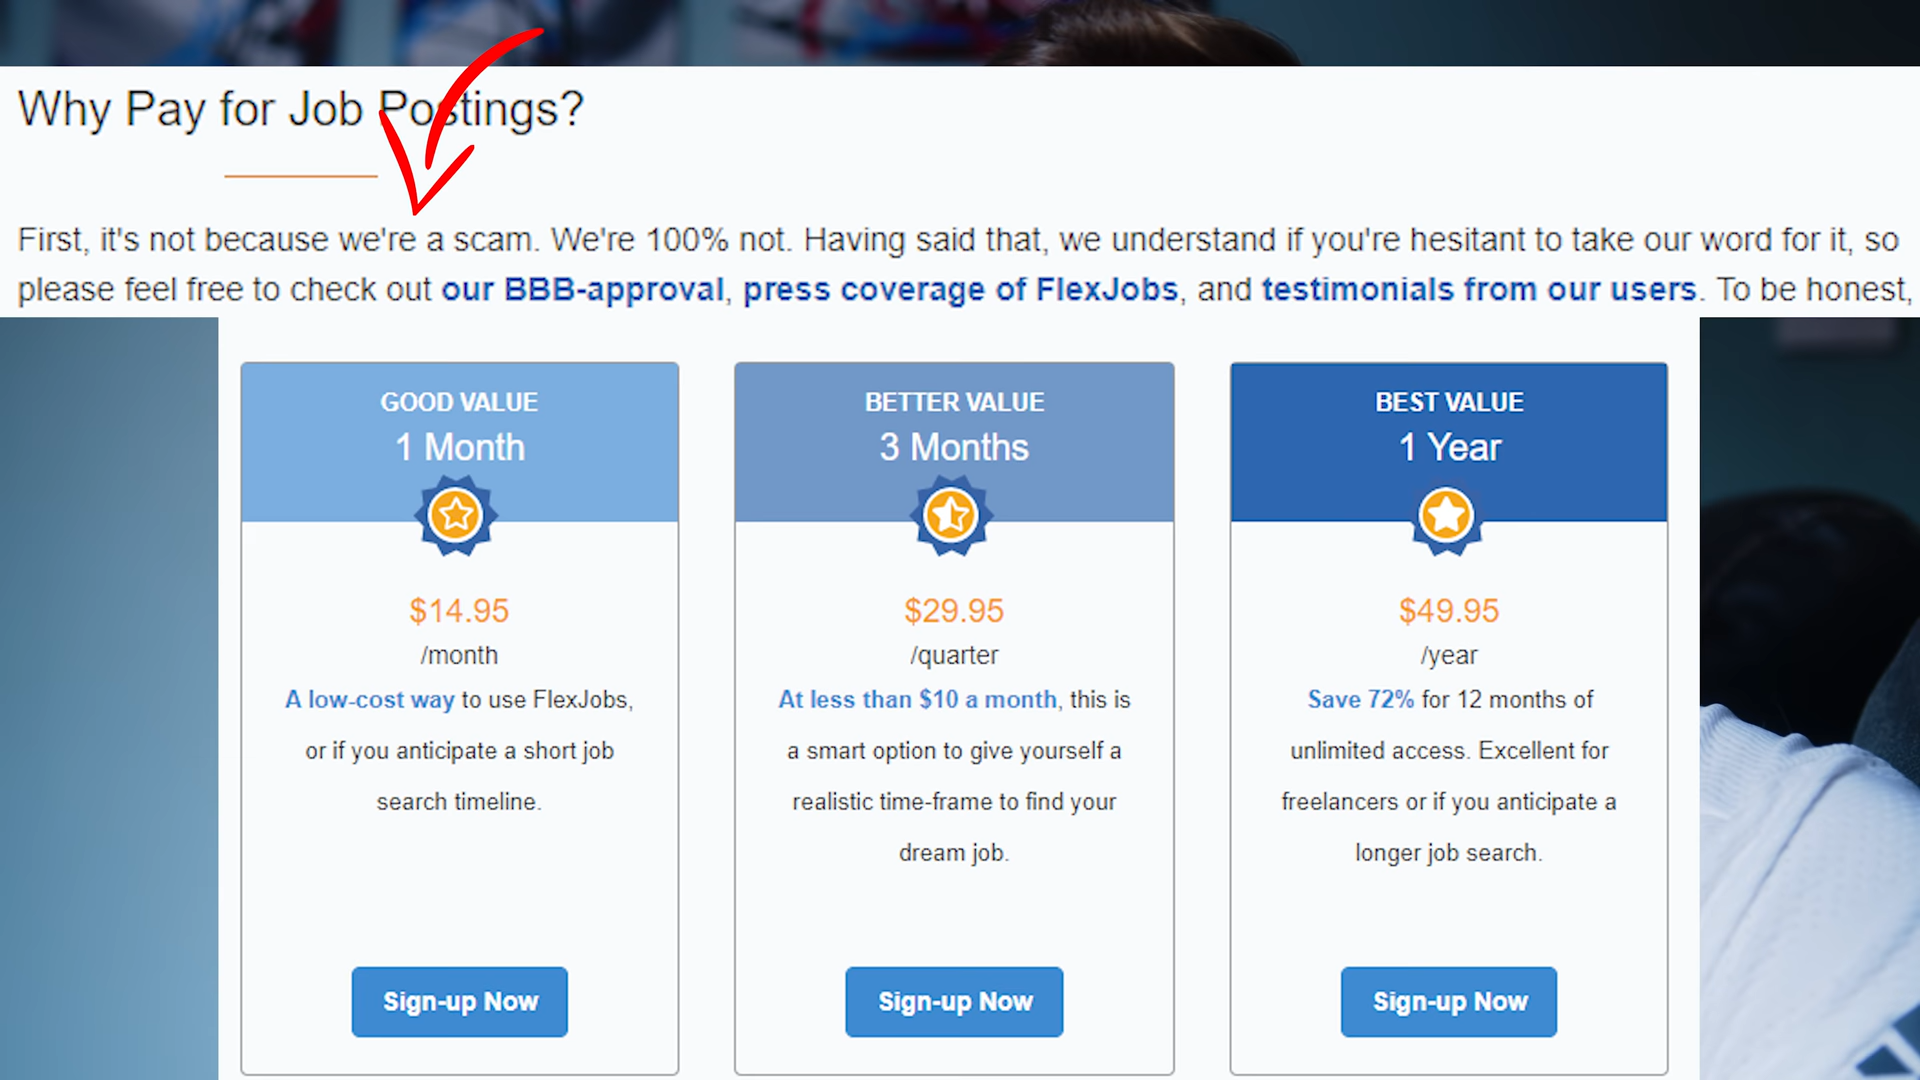 Why Pay for Job Postings?
First, it's not because we're a scam. We're 100% not. Having said that, we understand if you're hesitant to take our word for it, so
please feel free to check out our BBB-approval, press coverage of FlexJobs, and testimonials from our users. To be honest,
GOOD VALUE
1 Month
$14.95
/month
A low-cost way to use FlexJobs,
or if you anticipate a short job
search timeline.
Sign-up Now
BETTER VALUE
3 Months
$29.95
/quarter
At less than $10 a month, this is
a smart option to give yourself a
realistic time-frame to find your
dream job.
Sign-up Now
BEST VALUE
1 Year
$49.95
/year
Save 72% for 12 months of
unlimited access. Excellent for
freelancers or if you anticipate a
longer job search.
Sign-up Now